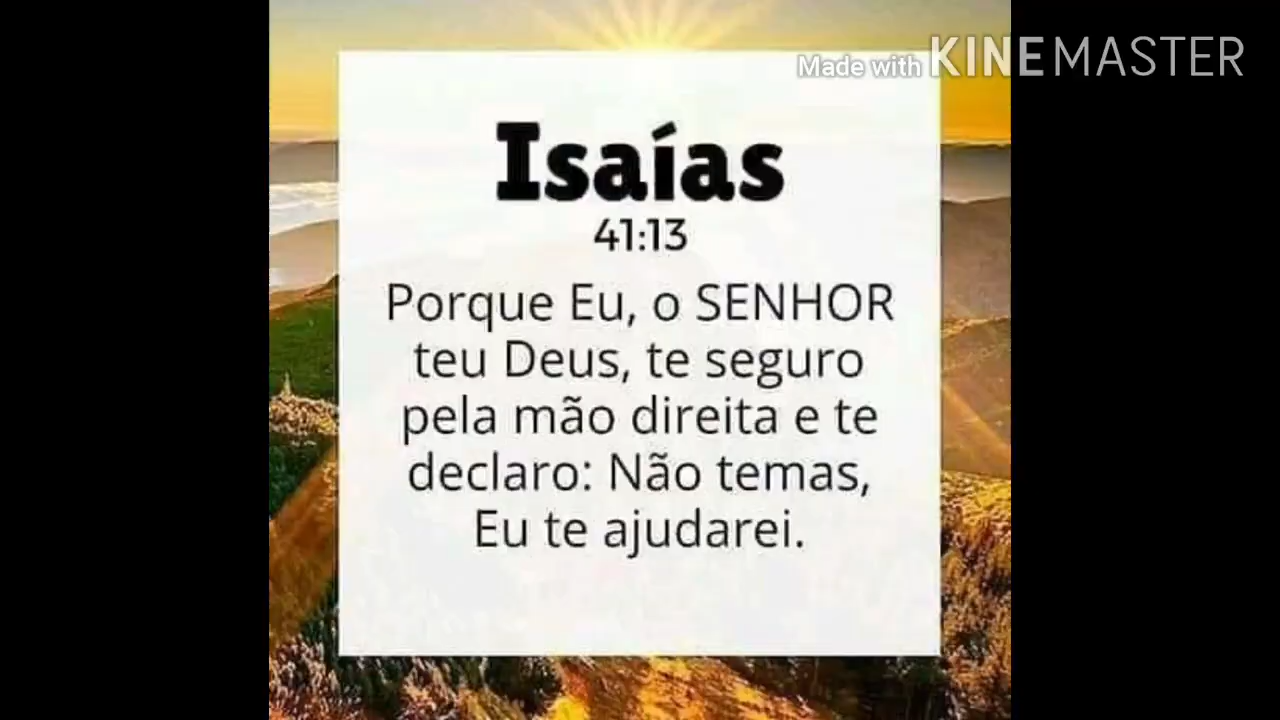 Made with KINEMASTER
Isaías
41:13
Porque Eu, o SENHOR
teu Deus, te seguro
pela mão direita e te
declaro: Não temas,
Eu te ajudarei.